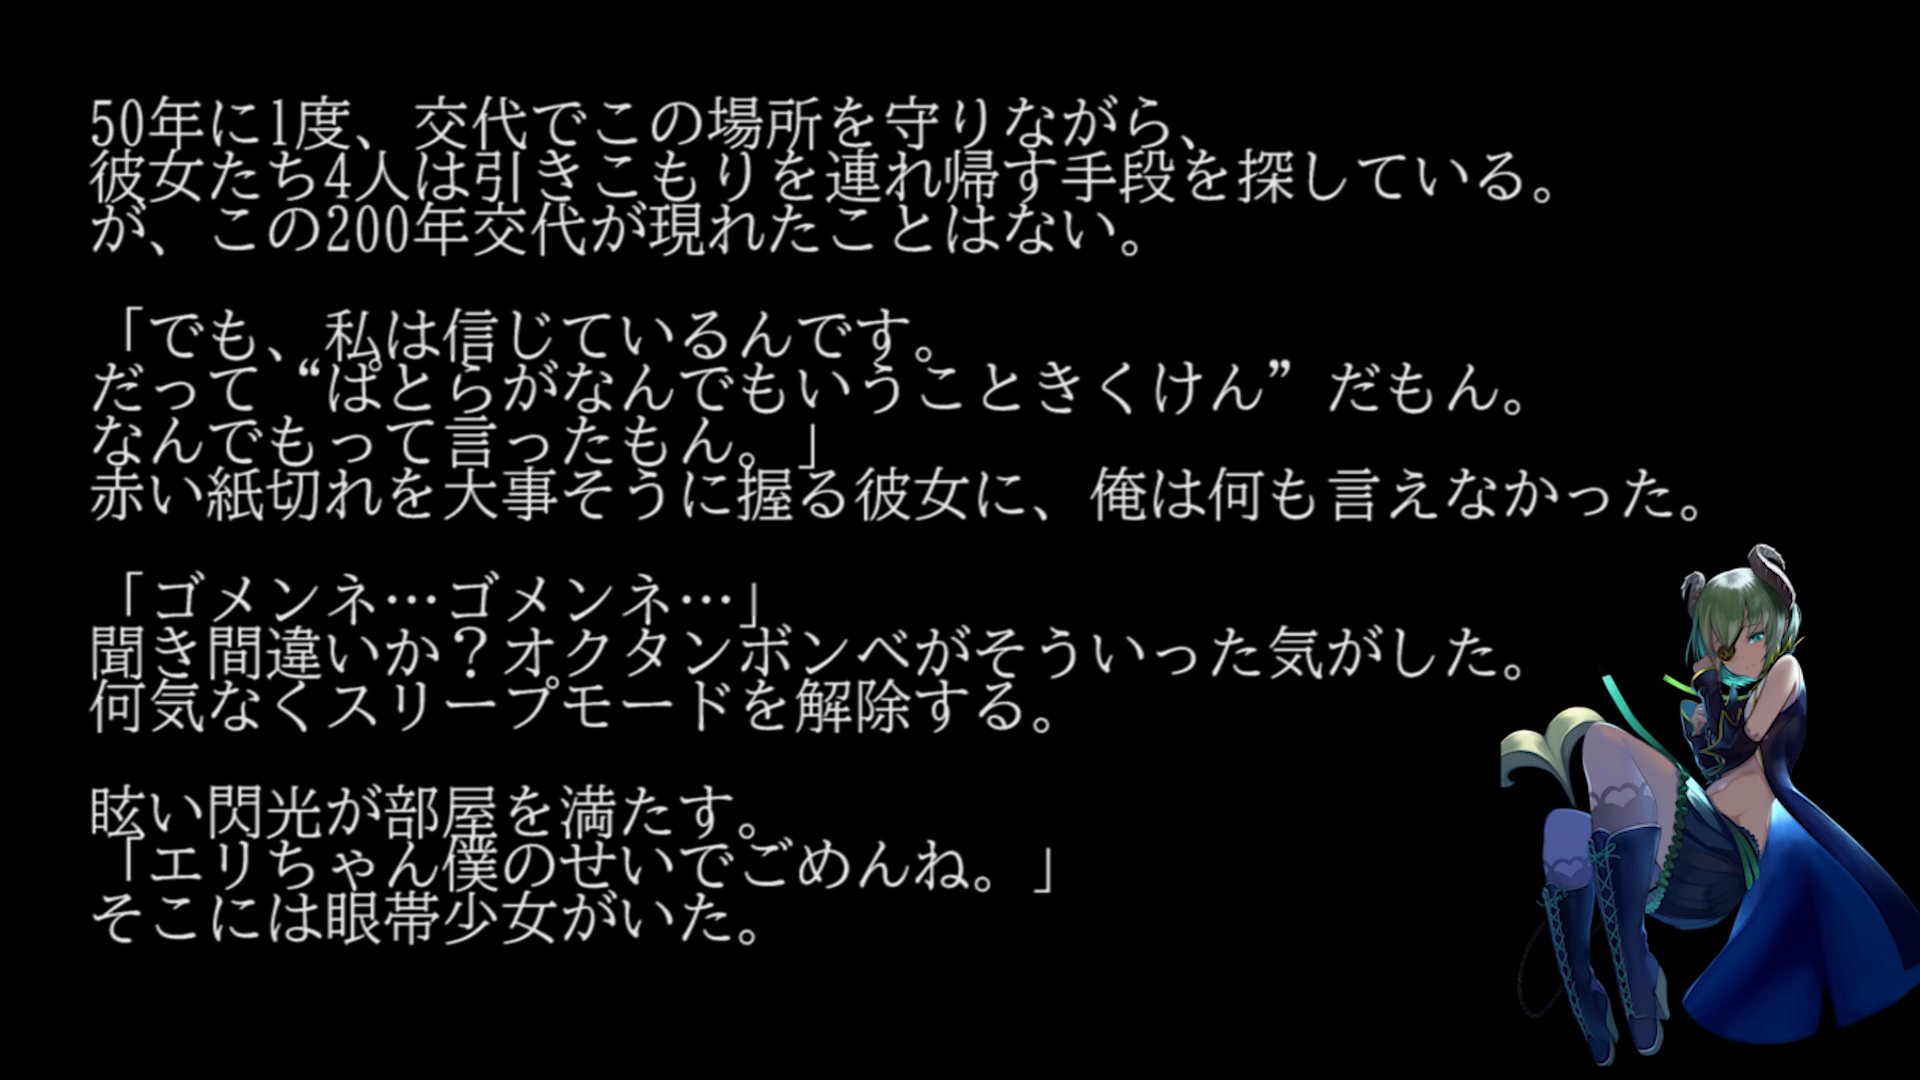 50年に1度、交代でこの場所を守りながら、
彼女たち4人は引きこもりを連れ帰す手段を探している。
が、この200年交代が現れたことはない。
「でも、私は信じているんです。
だって“ぱとらがなんでもいうこときくけん”だもん。
なんでもって言ったもん。」
赤い紙切れを大事そうに握る彼女に、俺は何も言えなかった。
「ゴメンネ…ゴメンネ…」
聞き間違いか？オクタンボンベがそういった気がした。
何気なくスリープモードを解除する。
眩い閃光が部屋を満たす。
「エリちゃん僕のせいでごめんね。」
そこには眼帯少女がいた。